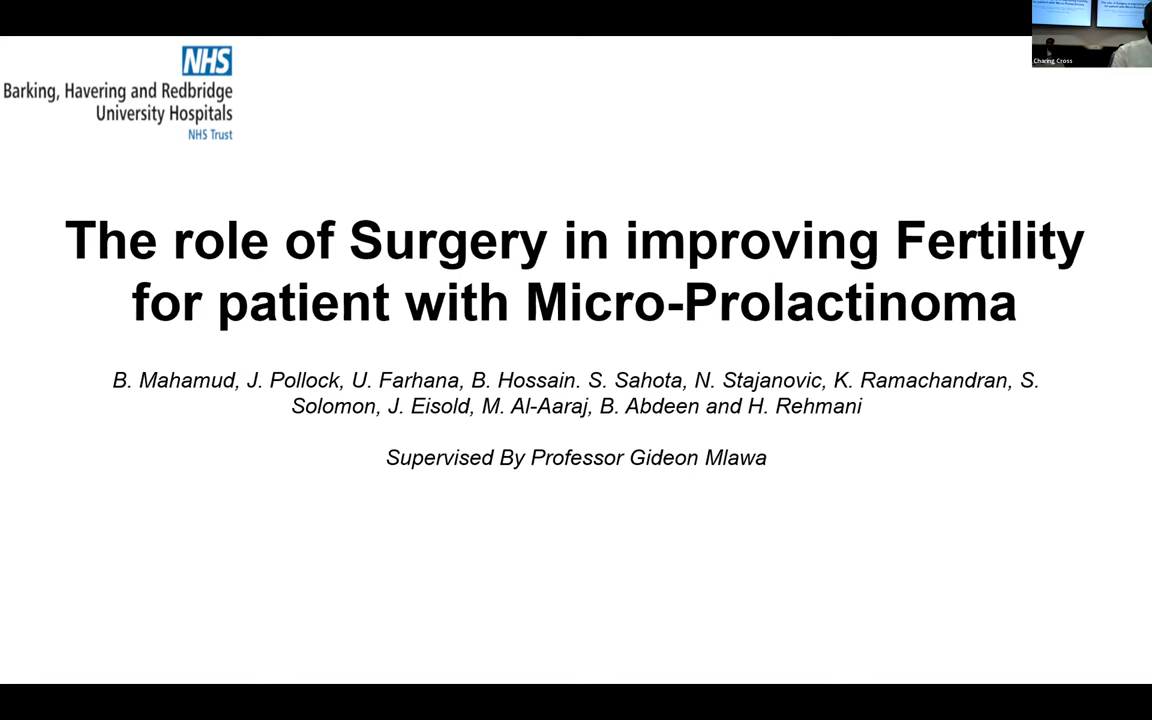 NHS
Barking, Havering and Redbridge
University Hospitals
NHS Trust
The role of Surgery in improving Fertility
for patient with Micro-Prolactinoma
B. Mahamud, J. Pollock, U. Farhana, B. Hossain. S. Sahota, N. Stajanovic, K. Ramachandran, S.
Solomon, J. Eisold, M. Al-Aaraj, B. Abdeen and H. Rehmani
Supervised By Professor Gideon Mlawa
Charing Cross